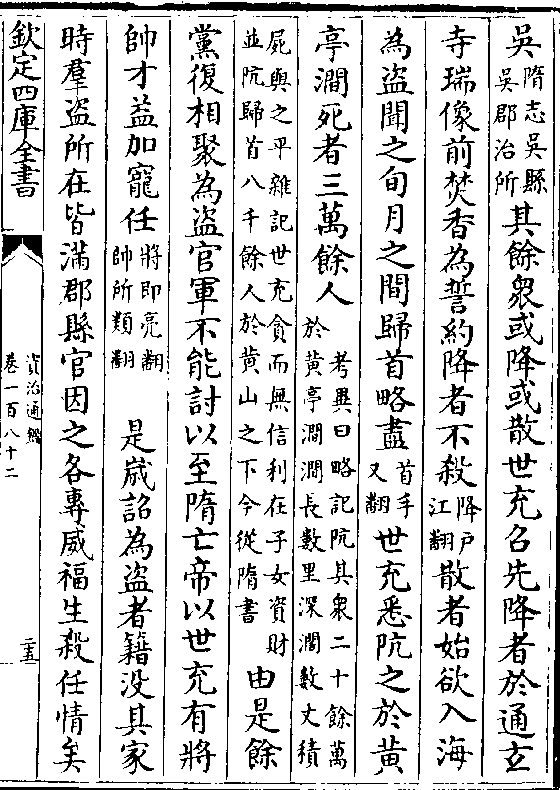 吳隋志吳縣吳郡治所其餘衆或降或散世充召先降者於通𤣥
寺瑞像前焚香為誓約降者不殺降戸江翻散者始欲入海
為盜聞之旬月之間歸首略盡首手又翻世充悉阬之於黄
亭澗死者三萬餘人考異曰略記阬其衆二十餘萬於黄亭澗澗長數里深濶數丈積
屍與之平雜記世充貪而無信利在子女資財並阬歸首八千餘人於黄山之下今從隋書由是餘
黨復相聚為盜官軍不能討以至隋亡帝以世充有將
帥才益加寵任將即亮翻帥所類翻是嵗詔為盜者籍没其家
時羣盜所在皆滿郡縣官因之各專威福生殺任情矣
欽定四庫全書
資治通鑑
卷一百八十二
二十五